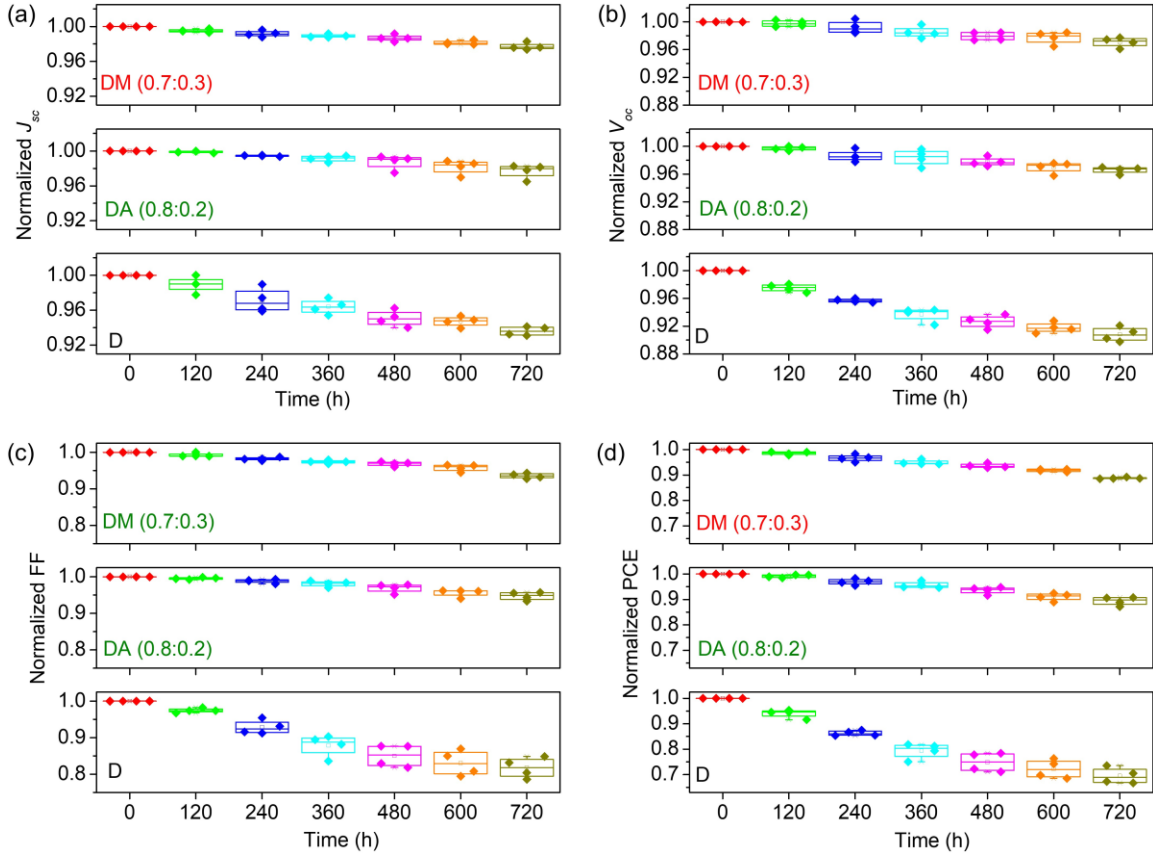 (a)
1.00
0.96
0.92
DM (0.7:0.3)
Normalized Jsc
1.00
0.96
0.92
DA (0.8:0.2)
1.00
0.96
0.92
D
0 120 240 360 480 600 720
Time (h)
(b)
1.00
0.96
0.92
0.88
DM (0.7:0.3)
Normalized Voc
1.00
0.96
0.92
0.88
DA (0.8:0.2)
1.00
0.96
0.92
0.88
D
0 120 240 360 480 600 720
Time (h)
(c)
1.0
0.9
0.8
DM (0.7:0.3)
Normalized FF
1.0
0.9
0.8
DA (0.8:0.2)
1.0
0.9
0.8
D
0 120 240 360 480 600 720
Time (h)
(d)
1.0
0.9
0.8
0.7
DM (0.7:0.3)
Normalized PCE
1.0
0.9
0.8
0.7
DA (0.8:0.2)
1.0
0.9
0.8
0.7
D
0 120 240 360 480 600 720
Time (h)